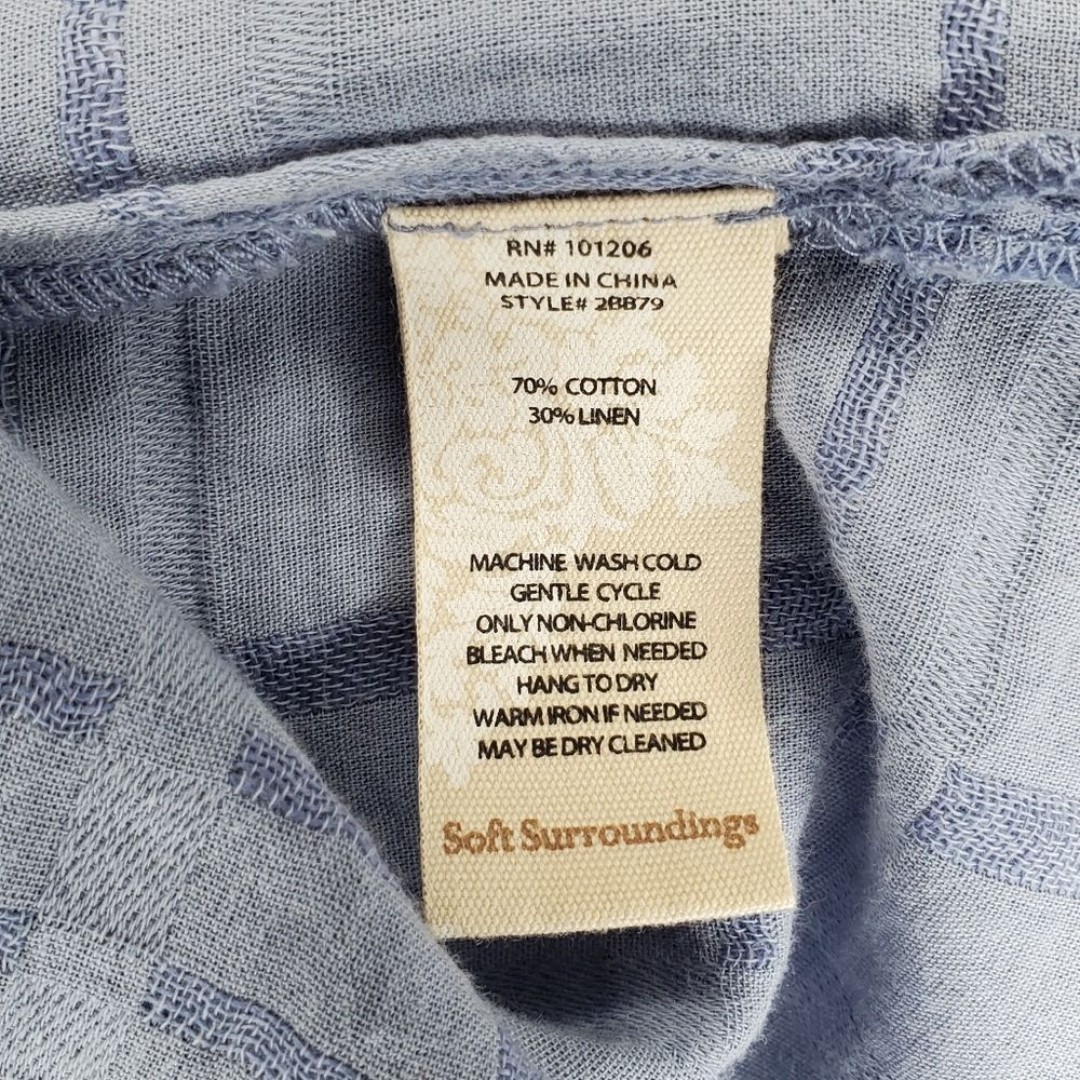 RN# 101206
MADE IN CHINA
STYLE# 28879
70% COTTON
30% LINEN
MACHINE WASH COLD
GENTLE CYCLE
ONLY NON-CHLORINE
BLEACH WHEN NEEDED
HANG TO DRY
WARM IRON IF NEEDED
MAY BE DRY CLEANED
Soft Surroundings